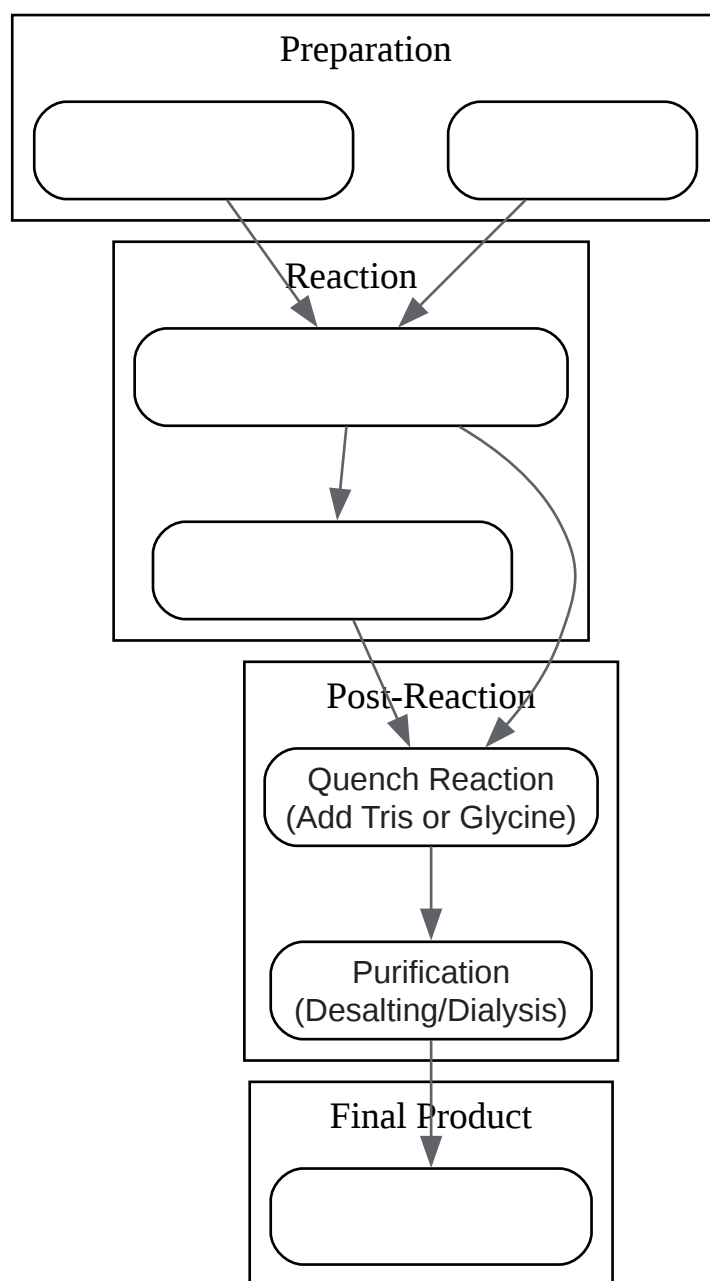 Preparation
Reaction
Post-Reaction
Quench Reaction
(Add Tris or Glycine)
Purification
(Desalting/Dialysis)
Final Product